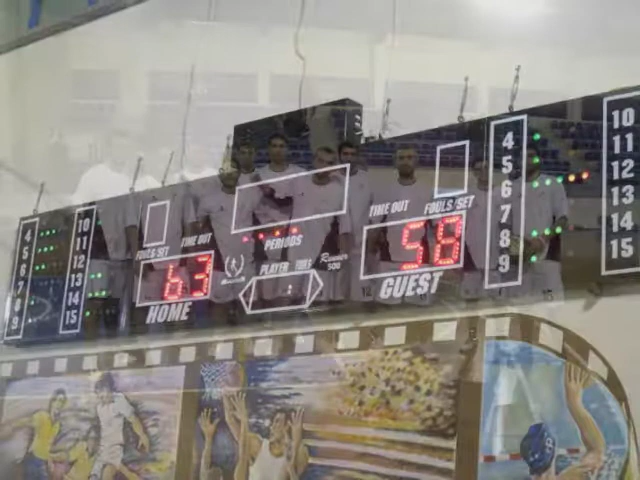 4 5 6 7 8 9
10 11 12 13 14 15
FOULS/SET
TIME OUT
63
HOME
PERIODS
PLAYER FOULS
Runner
500
TIME OUT
FOULS/SET
58
GUEST
4 5 6 7 8 9
10 11 12 13 14 15